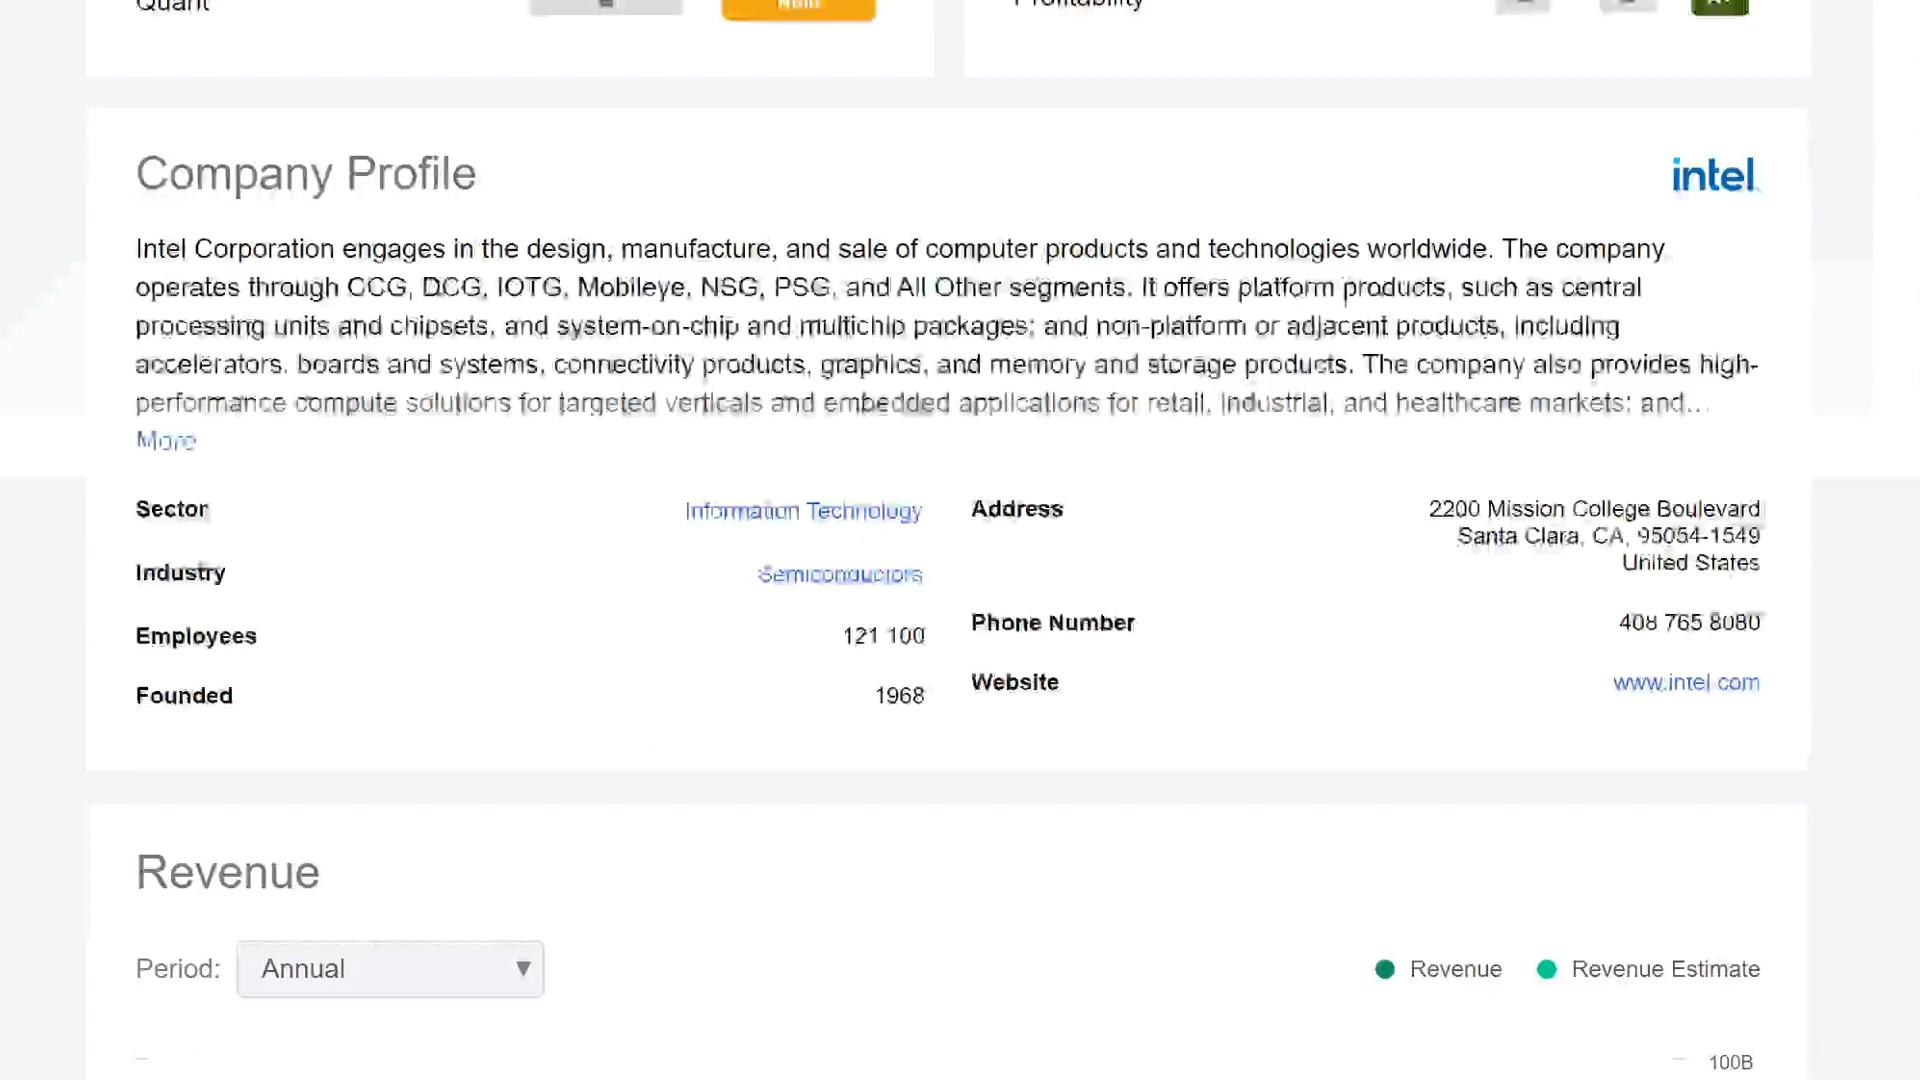 Quant
Profitability
Company Profile
intel
Intel Corporation engages in the design, manufacture, and sale of computer products and technologies worldwide. The company
operates through CCG, DCG, IOTG, Mobileye, NSG, PSG, and All Other segments. It offers platform products, such as central
processing units and chipsets, and system-on-chip and multichip packages; and non-platform or adjacent products, including
accelerators, boards and systems, connectivity products, graphics, and memory and storage products. The company also provides high-
performance compute solutions for targeted verticals and embedded applications for retail, industrial, and healthcare markets; and...
More
Sector Information Technology
Industry Semiconductors
Employees 121 100
Founded 1968
Address 2200 Mission College Boulevard
Santa Clara, CA, 95054-1549
United States
Phone Number 408 765 8080
Website www.intel.com
Revenue
Period: Annual
Revenue Revenue Estimate
100B